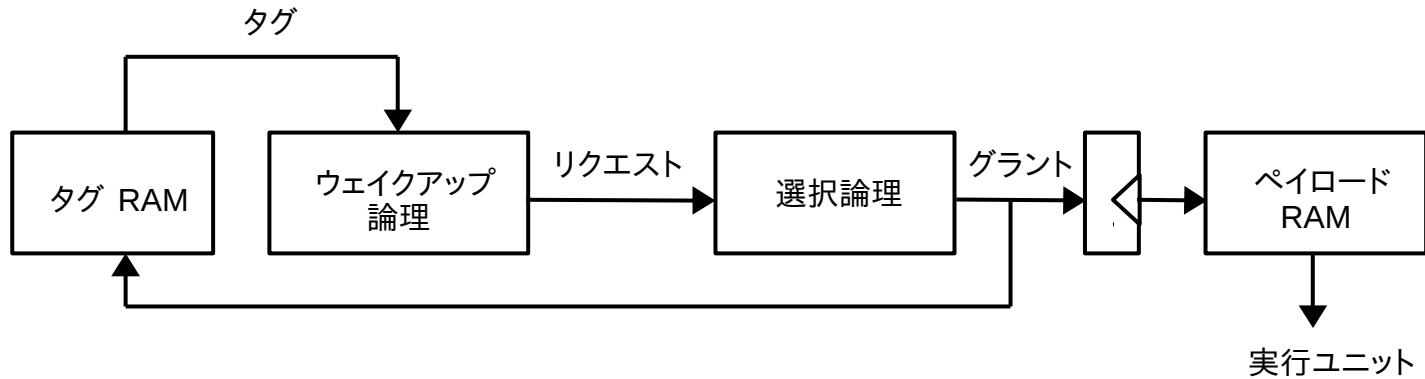 タグ
タグ RAM
ウェイクアップ
論理
リクエスト
選択論理
グラント
ペイロード
RAM
実行ユニット